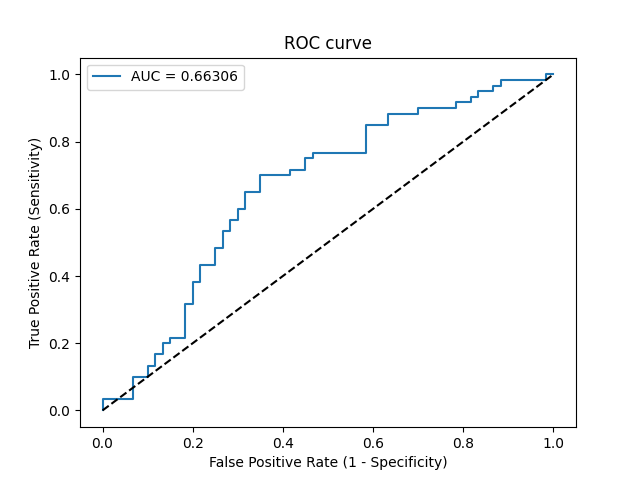 ROC curve
AUC = 0.66306
True Positive Rate (Sensitivity)
1.0
0.8
0.6
0.4
0.2
0.0
0.0 0.2 0.4 0.6 0.8 1.0
False Positive Rate (1 - Specificity)